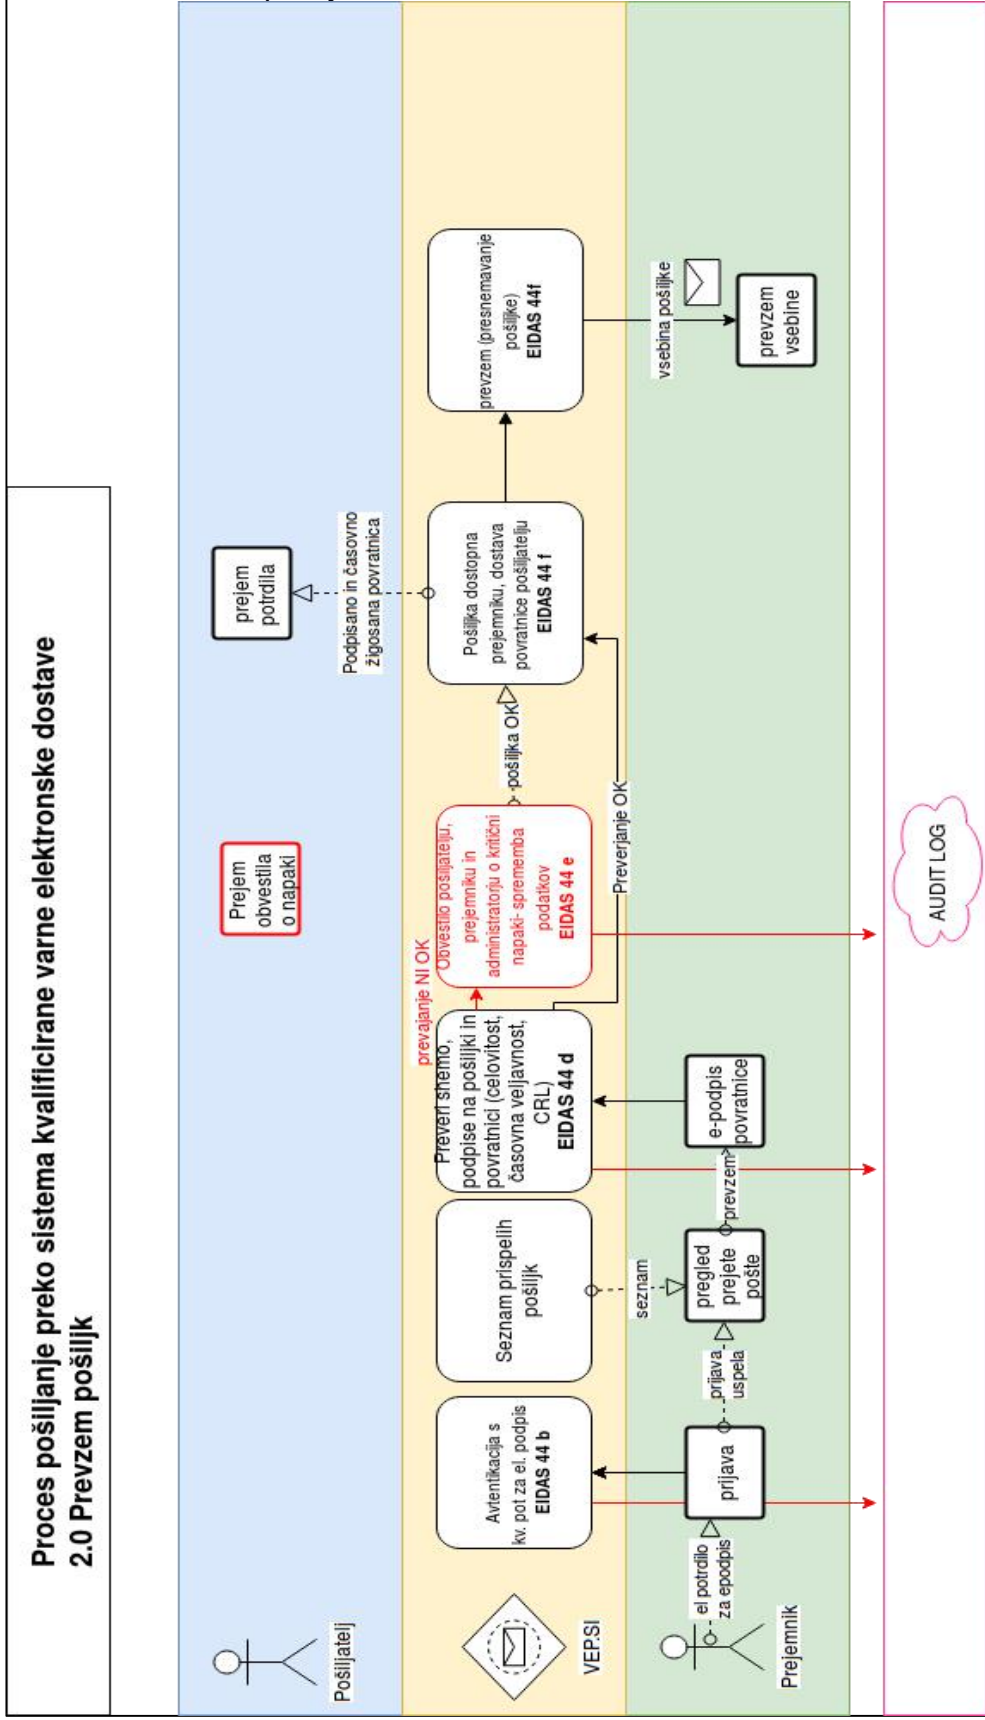 Proces pošiljanje preko sistema kvalificirane varne elektronske dostave
2.0 Prevzem pošiljk
Pošiljatelj
Prejem
obvestila
o napaki
prejem
potrdila
Podpisano in časovno
žigosana povratnica
VEP.SI
Avtentikacija s
kv. pot za el. podpis
EIDAS 44 b
Seznam prispelih
pošiljk
Preveri shemo,
podpise na pošiljki in
povratnici (celovitost,
časovna veljavnost,
CRL)
EIDAS 44 d
prevajanje NI OK
Obvestilo pošiljatelju,
prejemniku in
administratorju o kritični
napaki- sprememba
podatkov
EIDAS 44 e
pošiljka OK
Preverjanje OK
Pošiljka dostopna
prejemniku, dostava
povratnice pošiljatelju
EIDAS 44 f
prevzem (presnemavanje
pošiljke)
EIDAS 44f
Prejemnik
el potrdilo
za epodpis
prijava
prijava
uspela
seznam
pregled
prejete
pošte
prevzem
e-podpis
povratnice
vsebina pošiljke
prevzem
vsebine
AUDIT LOG